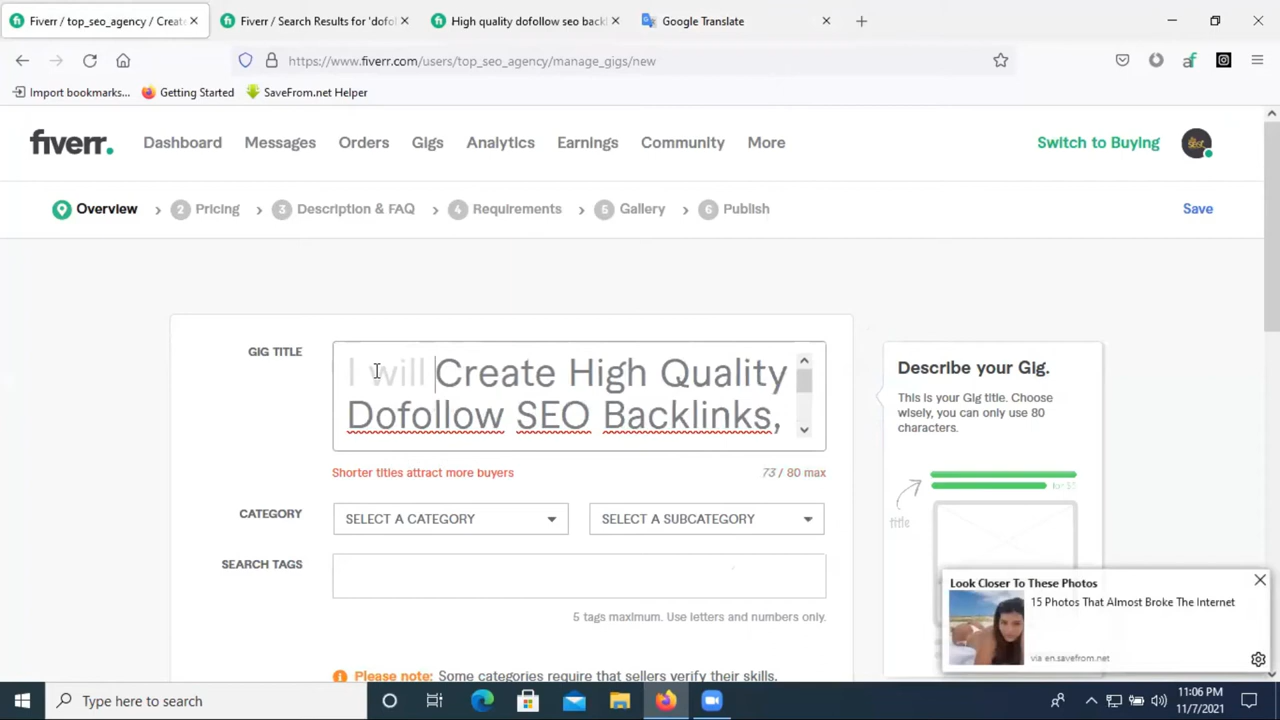 Fiverr / top_seo_agency / Create
Fiverr / Search Results for 'dofol
High quality dofollow seo backl
Google Translate
https://www.fiverr.com/users/top_seo_agency/manage_gigs/new
Import bookmarks...
Getting Started
SaveFrom.net Helper
fiverr.
Dashboard
Messages
Orders
Gigs
Analytics
Earnings
Community
More
Switch to Buying
Overview
2 Pricing
3 Description & FAQ
4 Requirements
5 Gallery
6 Publish
Save
GIG TITLE
I will Create High Quality
Dofollow SEO Backlinks,
Shorter titles attract more buyers
73 / 80 max
Describe your Gig.
This is your Gig title. Choose
wisely, you can only use 80
characters.
title
CATEGORY
SELECT A CATEGORY
SELECT A SUBCATEGORY
SEARCH TAGS
5 tags maximum. Use letters and numbers only.
Please note: Some categories require that sellers verify their skills.
Look Closer To These Photos
15 Photos That Almost Broke The Internet
via en.savefrom.net
Type here to search
11:06 PM
11/7/2021